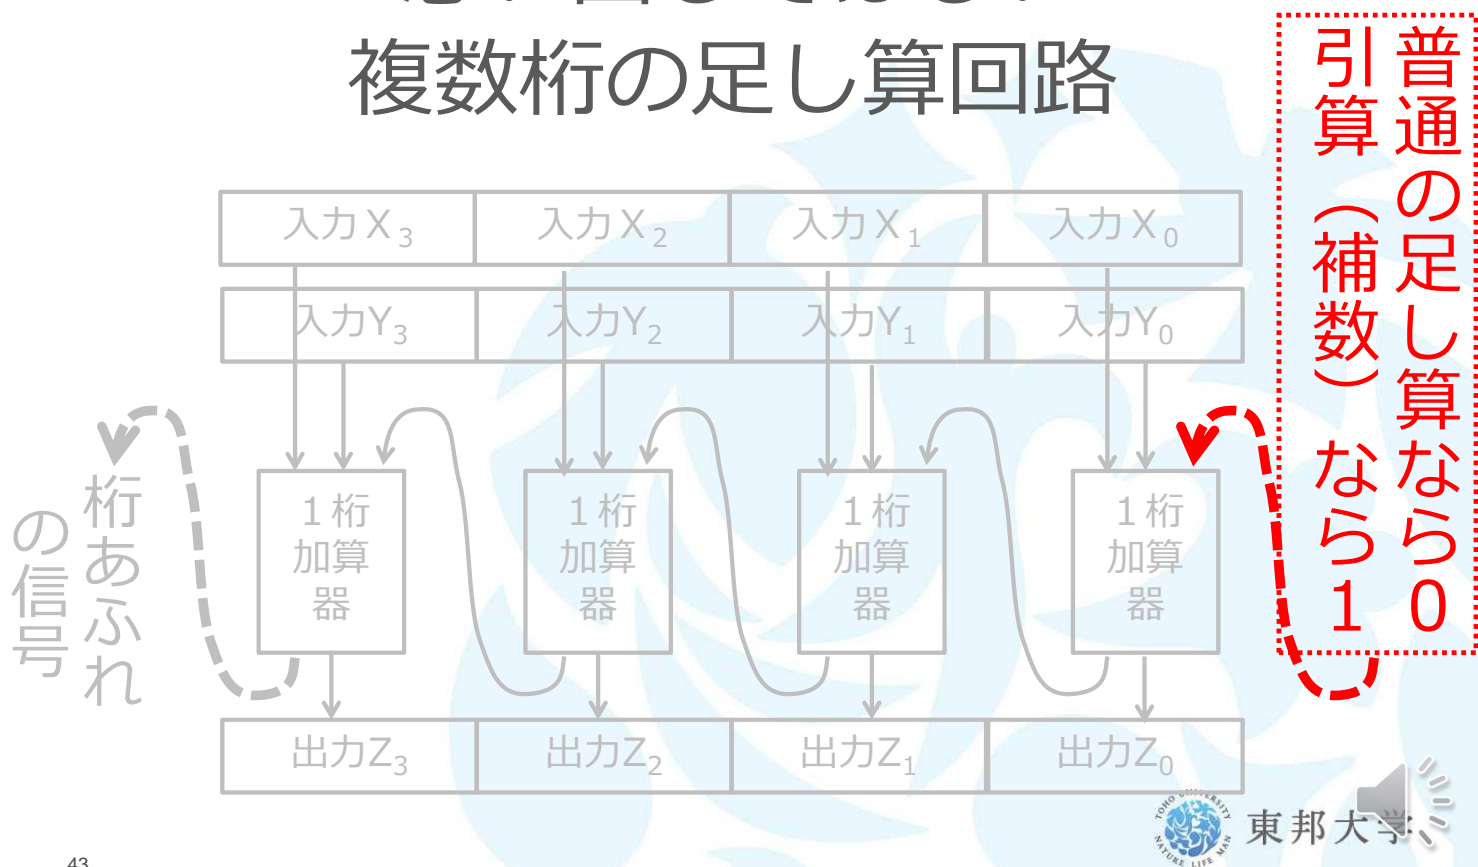 複数桁の足し算回路
普通の足し算なら0
引算（補数）なら1
入力X3
入力X2
入力X1
入力X0
入力Y3
入力Y2
入力Y1
入力Y0
桁あふれ
の信号
1桁
加算
器
1桁
加算
器
1桁
加算
器
1桁
加算
器
出力Z3
出力Z2
出力Z1
出力Z0
TOHO UNIVERSITY
NATURE LIFE MAN
東邦大学
43